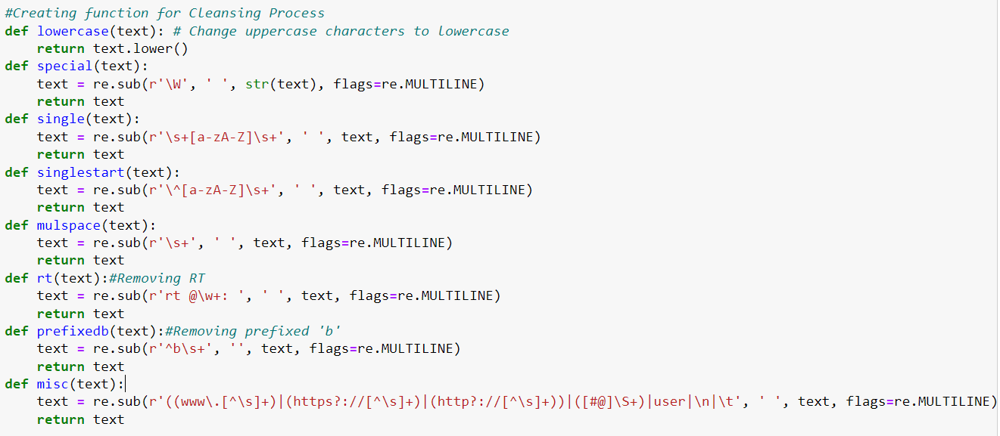 #Creating function for Cleansing Process
def lowercase(text): # Change uppercase characters to lowercase
    return text.lower()
def special(text):
    text = re.sub(r'\W', ' ', str(text), flags=re.MULTILINE)
    return text
def single(text):
    text = re.sub(r'\s+[a-zA-Z]\s+', ' ', text, flags=re.MULTILINE)
    return text
def singlestart(text):
    text = re.sub(r'\^[a-zA-Z]\s+', ' ', text, flags=re.MULTILINE)
    return text
def mulspace(text):
    text = re.sub(r'\s+', ' ', text, flags=re.MULTILINE)
    return text
def rt(text):#Removing RT
    text = re.sub(r'rt @\w+: ', ' ', text, flags=re.MULTILINE)
    return text
def prefixedb(text):#Removing prefixed 'b'
    text = re.sub(r'^b\s+', '', text, flags=re.MULTILINE)
    return text
def misc(text):
    text = re.sub(r'((www\.[^\s]+)|(https?://[^\s]+)|(http?://[^\s]+))|([#@]\S+)|user|\n|\t', ' ', text, flags=re.MULTILINE)
    return text